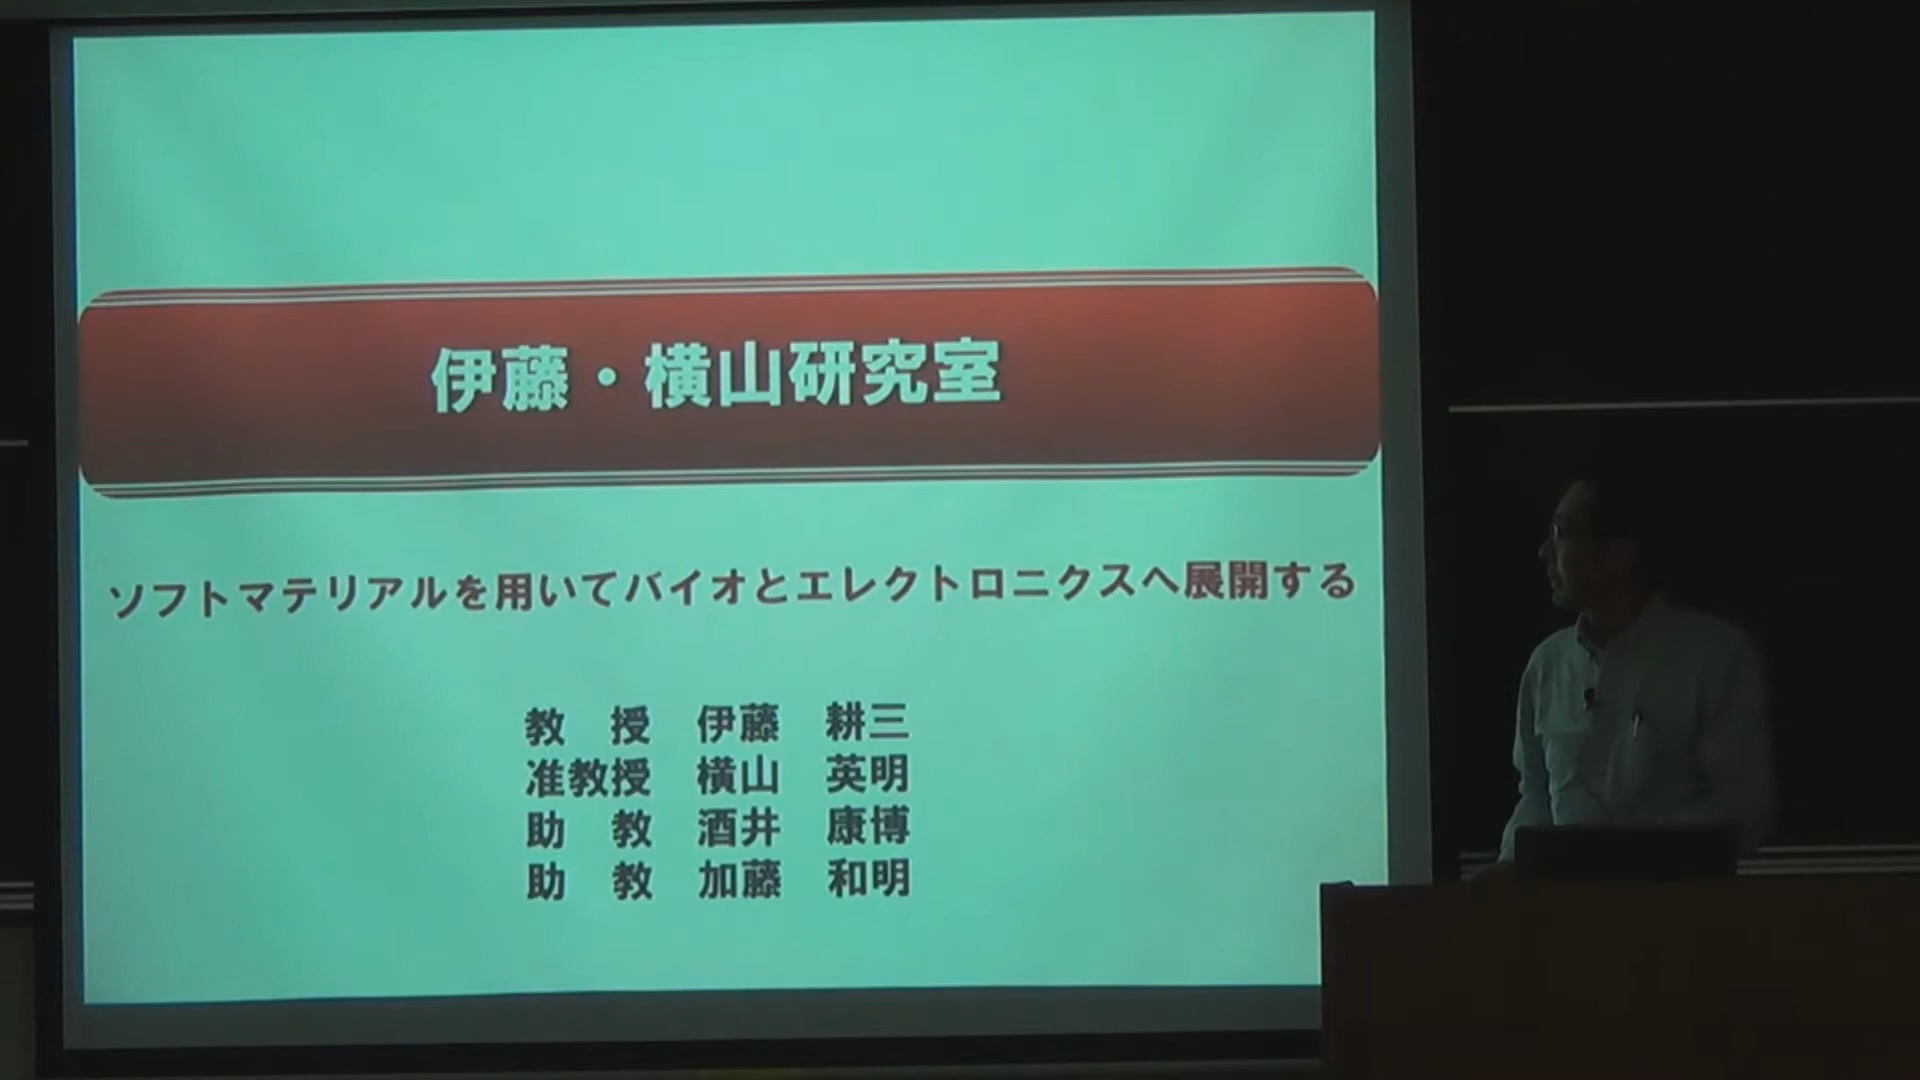 伊藤・横山研究室
ソフトマテリアルを用いてバイオとエレクトロニクスへ展開する
教　授　伊藤　耕三
准教授　横山　英明
助　教　酒井　康博
助　教　加藤　和明